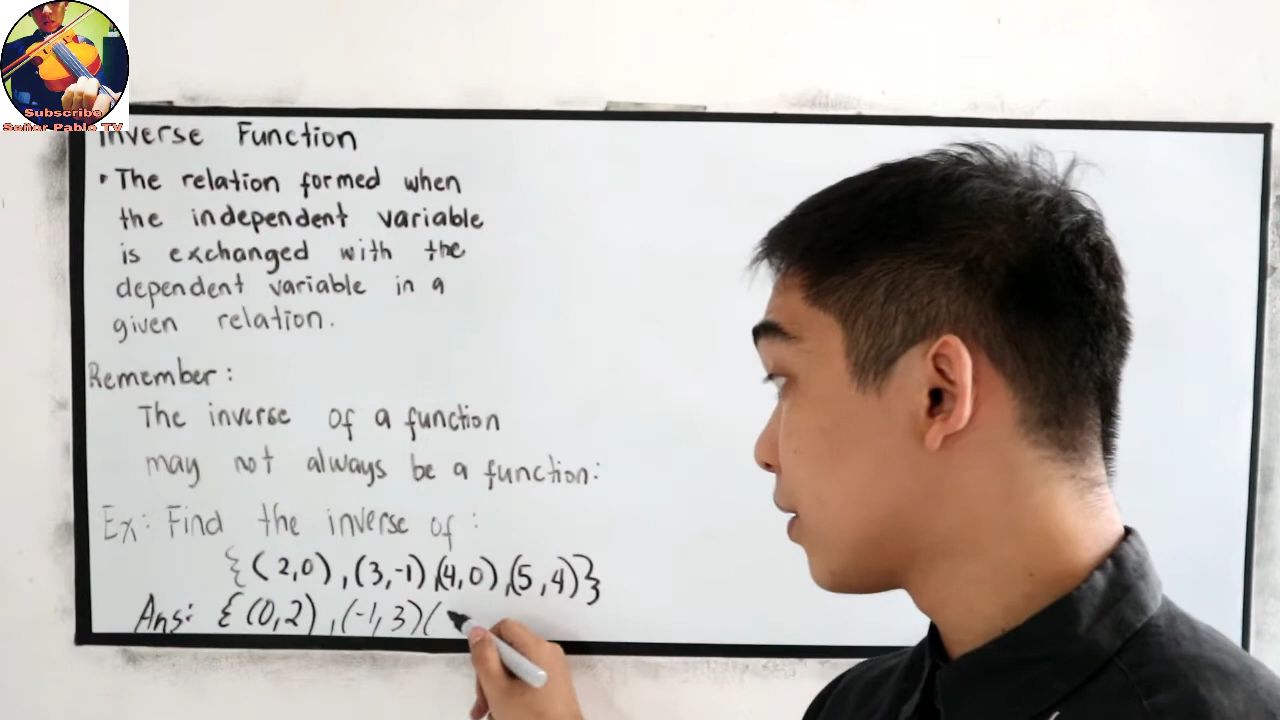 Subscribe
Señor Pablo TV
Inverse Function
• The relation formed when
the independent variable
is exchanged with the
dependent variable in a
given relation.
Remember:
The inverse of a function
may not always be a function:
Ex: Find the inverse of:
{(2,0),(3,-1),(4,0),(5,4)}
Ans: {(0,2),(-1,3)(